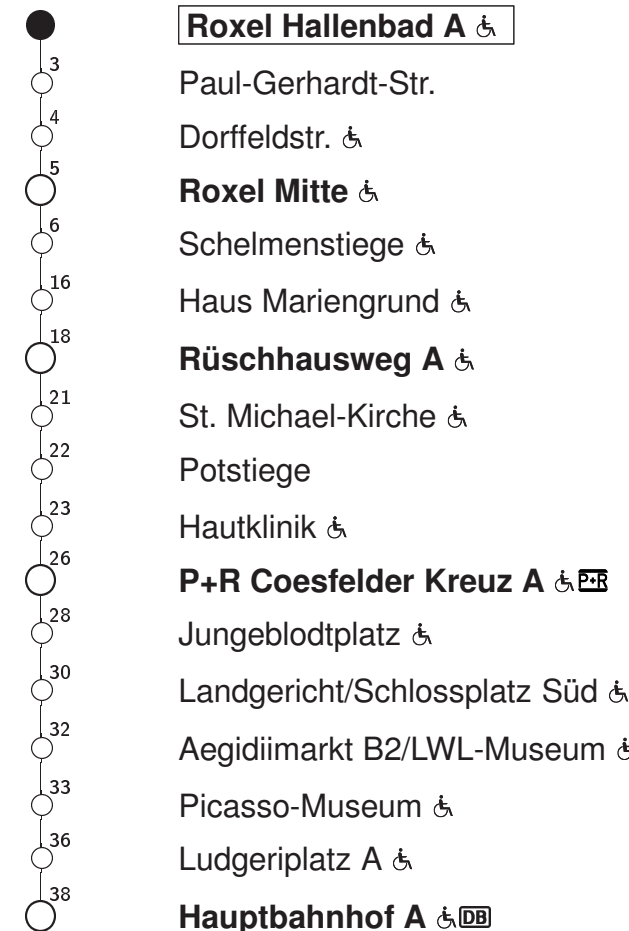 Roxel Hallenbad A
3 Paul-Gerhardt-Str.
4 Dorffeldstr.
5 Roxel Mitte
6 Schelmenstiege
16 Haus Mariengrund
18 Rüschhausweg A
21 St. Michael-Kirche
22 Potstiege
23 Hautklinik
26 P+R Coesfelder Kreuz A P+R
28 Jungeblodtplatz
30 Landgericht/Schlossplatz Süd
32 Aegidiimarkt B2/LWL-Museum
33 Picasso-Museum
36 Ludgeriplatz A
38 Hauptbahnhof A DB